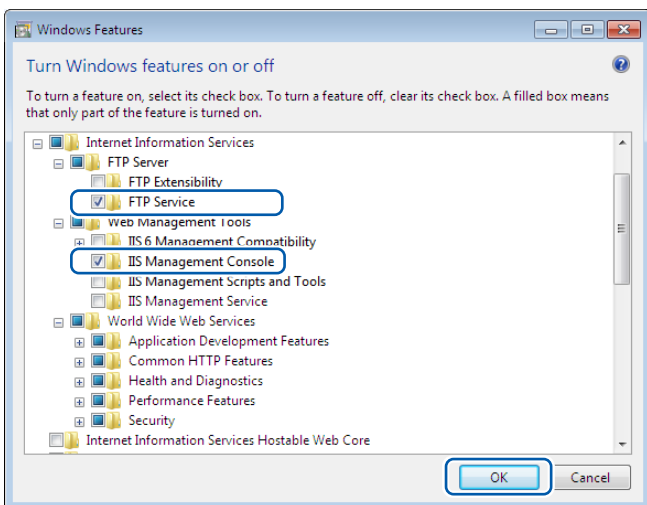 Windows Features
Turn Windows features on or off
To turn a feature on, select its check box. To turn a feature off, clear its check box. A filled box means
that only part of the feature is turned on.
Internet Information Services
FTP Server
FTP Extensibility
FTP Service
Web Management Tools
IIS 6 Management Compatibility
IIS Management Console
IIS Management Scripts and Tools
IIS Management Service
World Wide Web Services
Application Development Features
Common HTTP Features
Health and Diagnostics
Performance Features
Security
Internet Information Services Hostable Web Core
OK Cancel